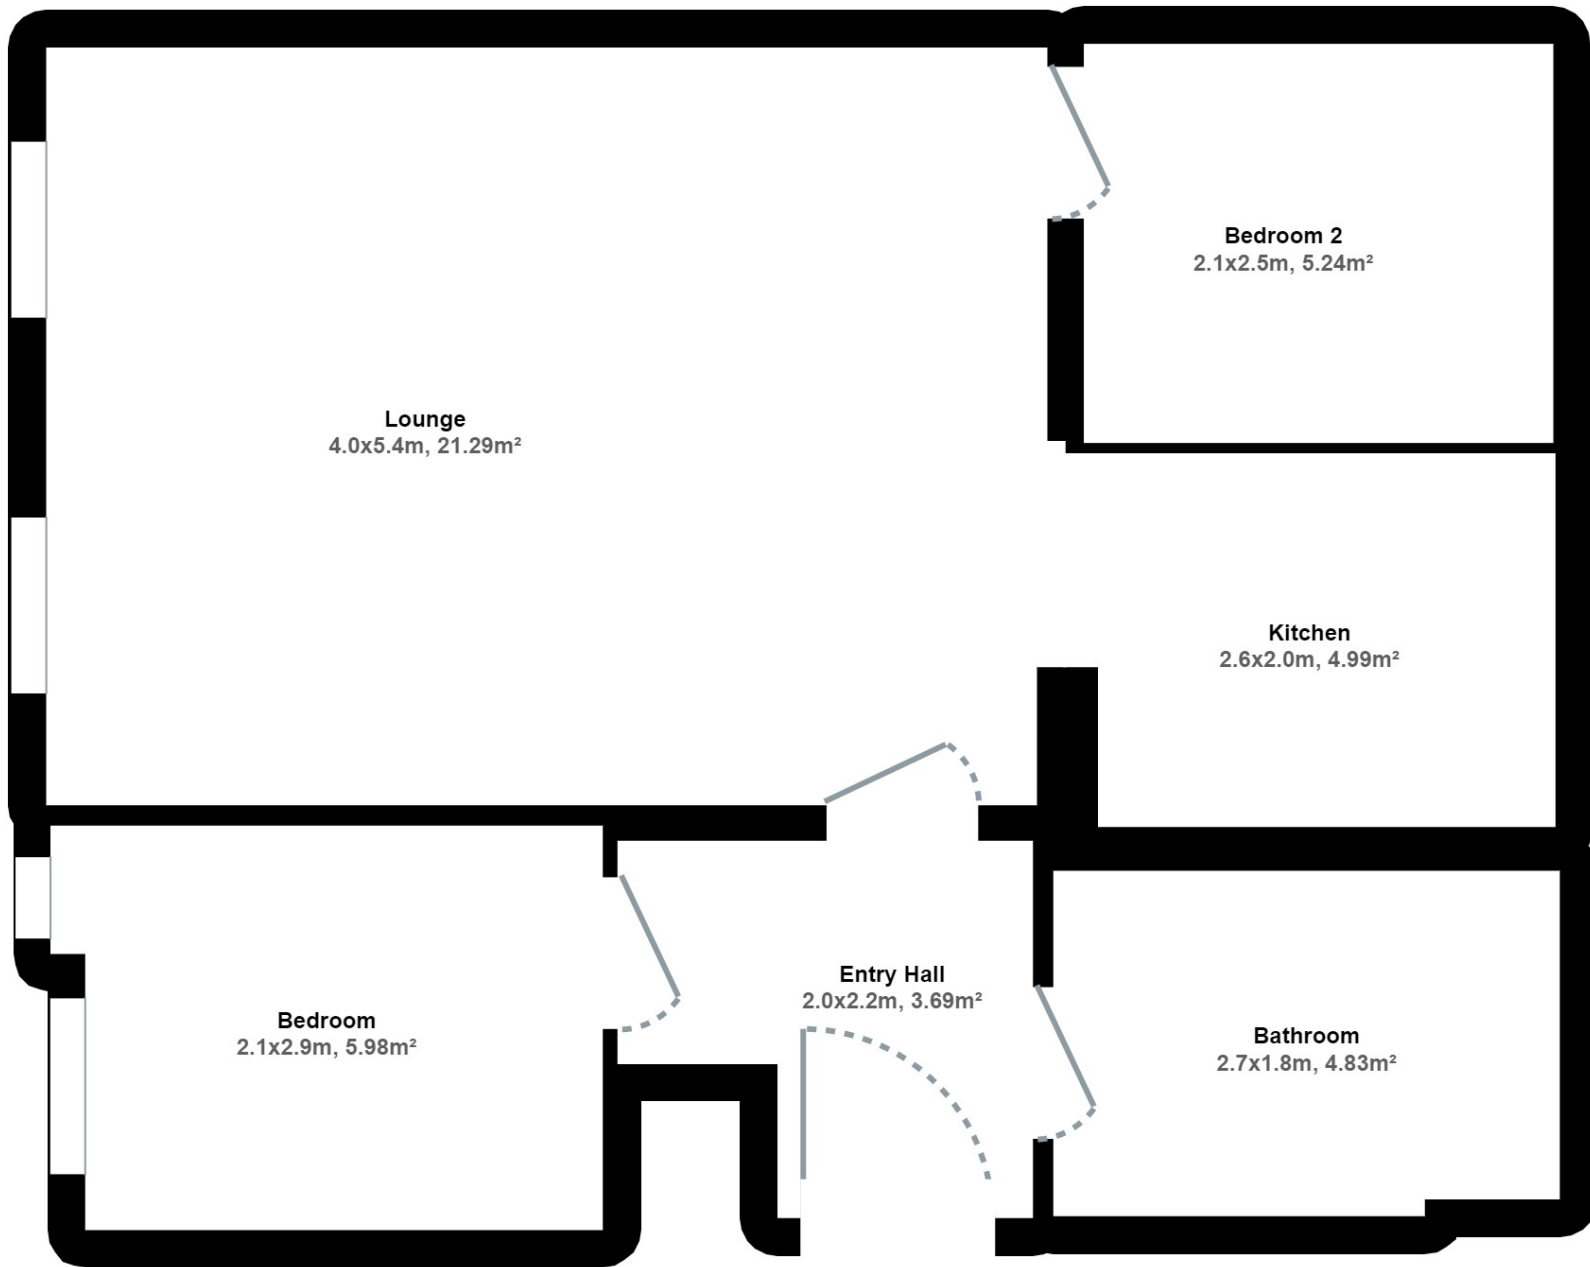 Bedroom 2
2.1x2.5m, 5.24m²
Lounge
4.0x5.4m, 21.29m²
Kitchen
2.6x2.0m, 4.99m²
Entry Hall
2.0x2.2m, 3.69m²
Bedroom
2.1x2.9m, 5.98m²
Bathroom
2.7x1.8m, 4.83m²